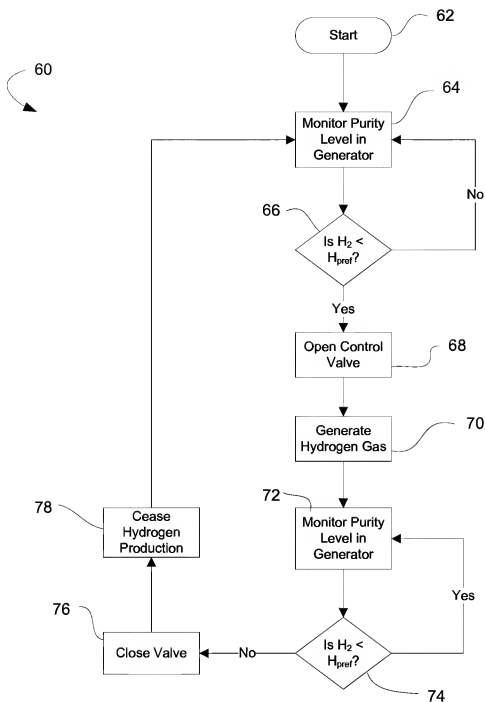 62
Start
60
64
Monitor Purity
Level in
Generator
No
66
Is H₂ <
Hpref?
Yes
68
Open Control
Valve
70
Generate
Hydrogen Gas
72
Monitor Purity
Level in
Generator
78
Cease
Hydrogen
Production
Yes
76
Close Valve
No
Is H₂ <
Hpref?
74